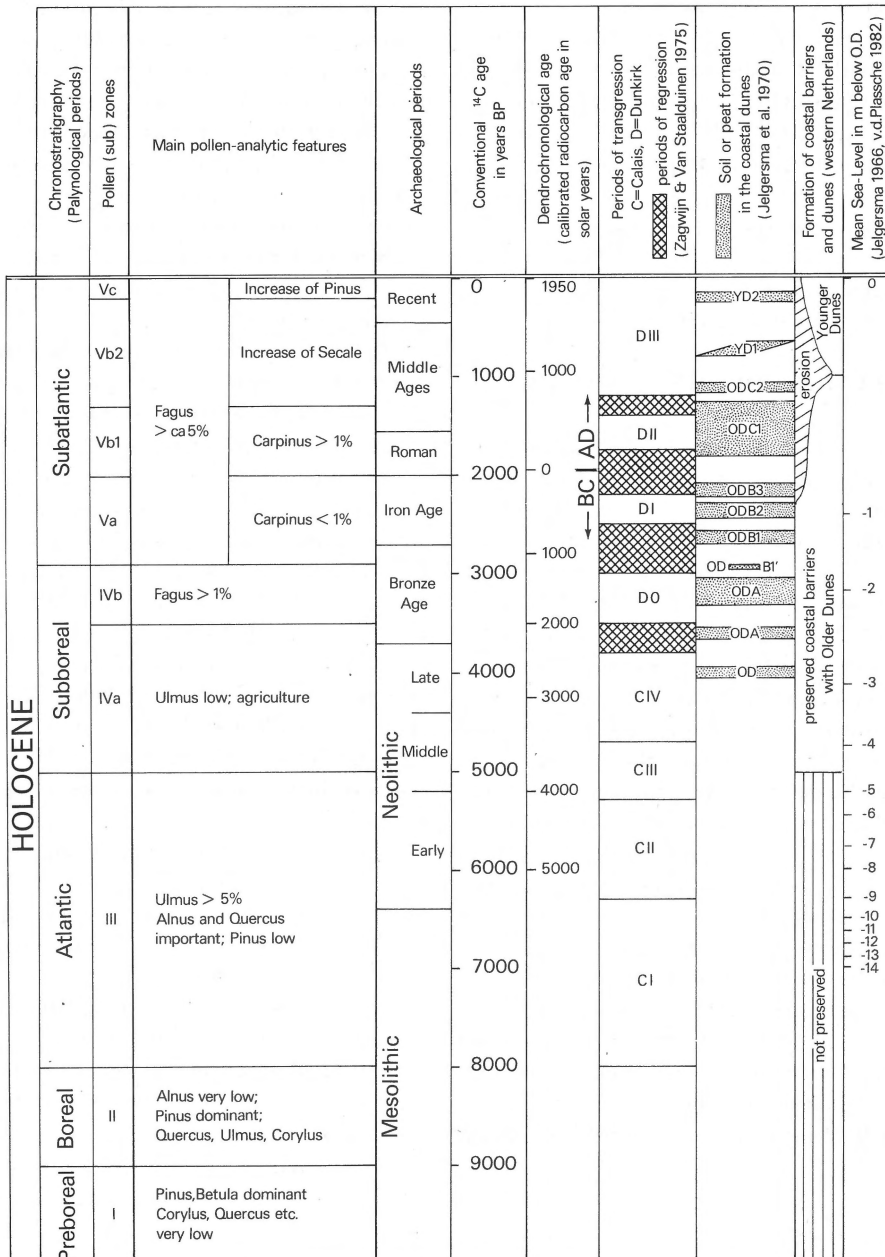 Chronostratigraphy
(Palynological periods)
Pollen (sub) zones
Main pollen-analytic features
Archaeological periods
Conventional 14C age
in years BP
Dendrochronological age
(calibrated radiocarbon age in
solar years)
Periods of transgression
C=Calais, D=Dunkirk
periods of regression
(Zagwijn & Van Staalduinen 1975)
Soil or peat formation
in the coastal dunes
(Jelgersma et al. 1970)
Formation of coastal barriers
and dunes (western Netherlands)
Mean Sea-Level in m below O.D.
(Jelgersma 1966, v.d.Plassche 1982)
HOLOCENE
Subatlantic
Subboreal
Atlantic
Boreal
Preboreal
Vc
Vb2
Vb1
Va
IVb
IVa
III
II
I
Fagus
> ca 5%
Increase of Pinus
Increase of Secale
Carpinus > 1%
Carpinus < 1%
Fagus > 1%
Ulmus low; agriculture
Ulmus > 5%
Alnus and Quercus
important; Pinus low
Alnus very low;
Pinus dominant;
Quercus, Ulmus, Corylus
Pinus,Betula dominant
Corylus, Quercus etc.
very low
Recent
Middle
Ages
Roman
Iron Age
Bronze
Age
Late
Middle
Early
Neolithic
Mesolithic
0
1000
2000
3000
4000
5000
6000
7000
8000
9000
1950
1000
0
1000
2000
3000
4000
5000
BC AD
DIII
DII
DI
DO
CIV
CIII
CII
CI
YD2
YD1
ODC2
ODC1
ODB3
ODB2
ODB1
OD B1'
ODA
ODA
OD
erosion
Younger
Dunes
preserved coastal barriers
with Older Dunes
not preserved
0
-1
-2
-3
-4
-5
-6
-7
-8
-9
-10
-11
-12
-13
-14